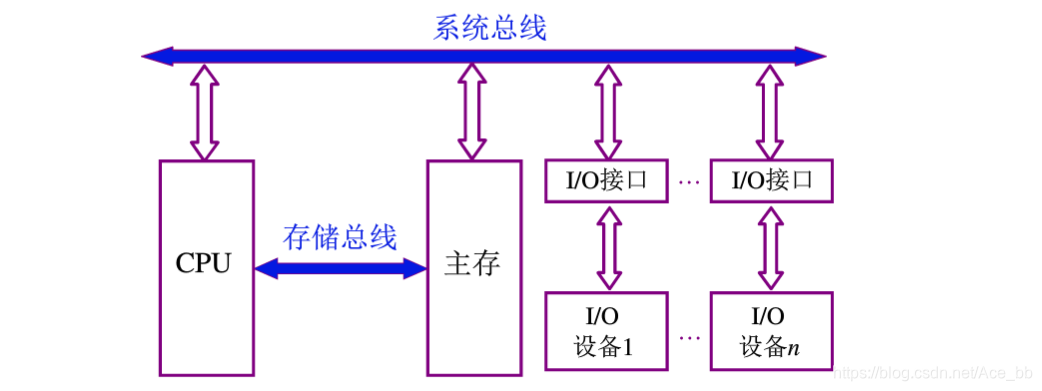 系统总线
I/O接口
…
I/O接口
存储总线
CPU
主存
I/O
设备1
…
I/O
设备n
https://blog.csdn.net/Ace_bb